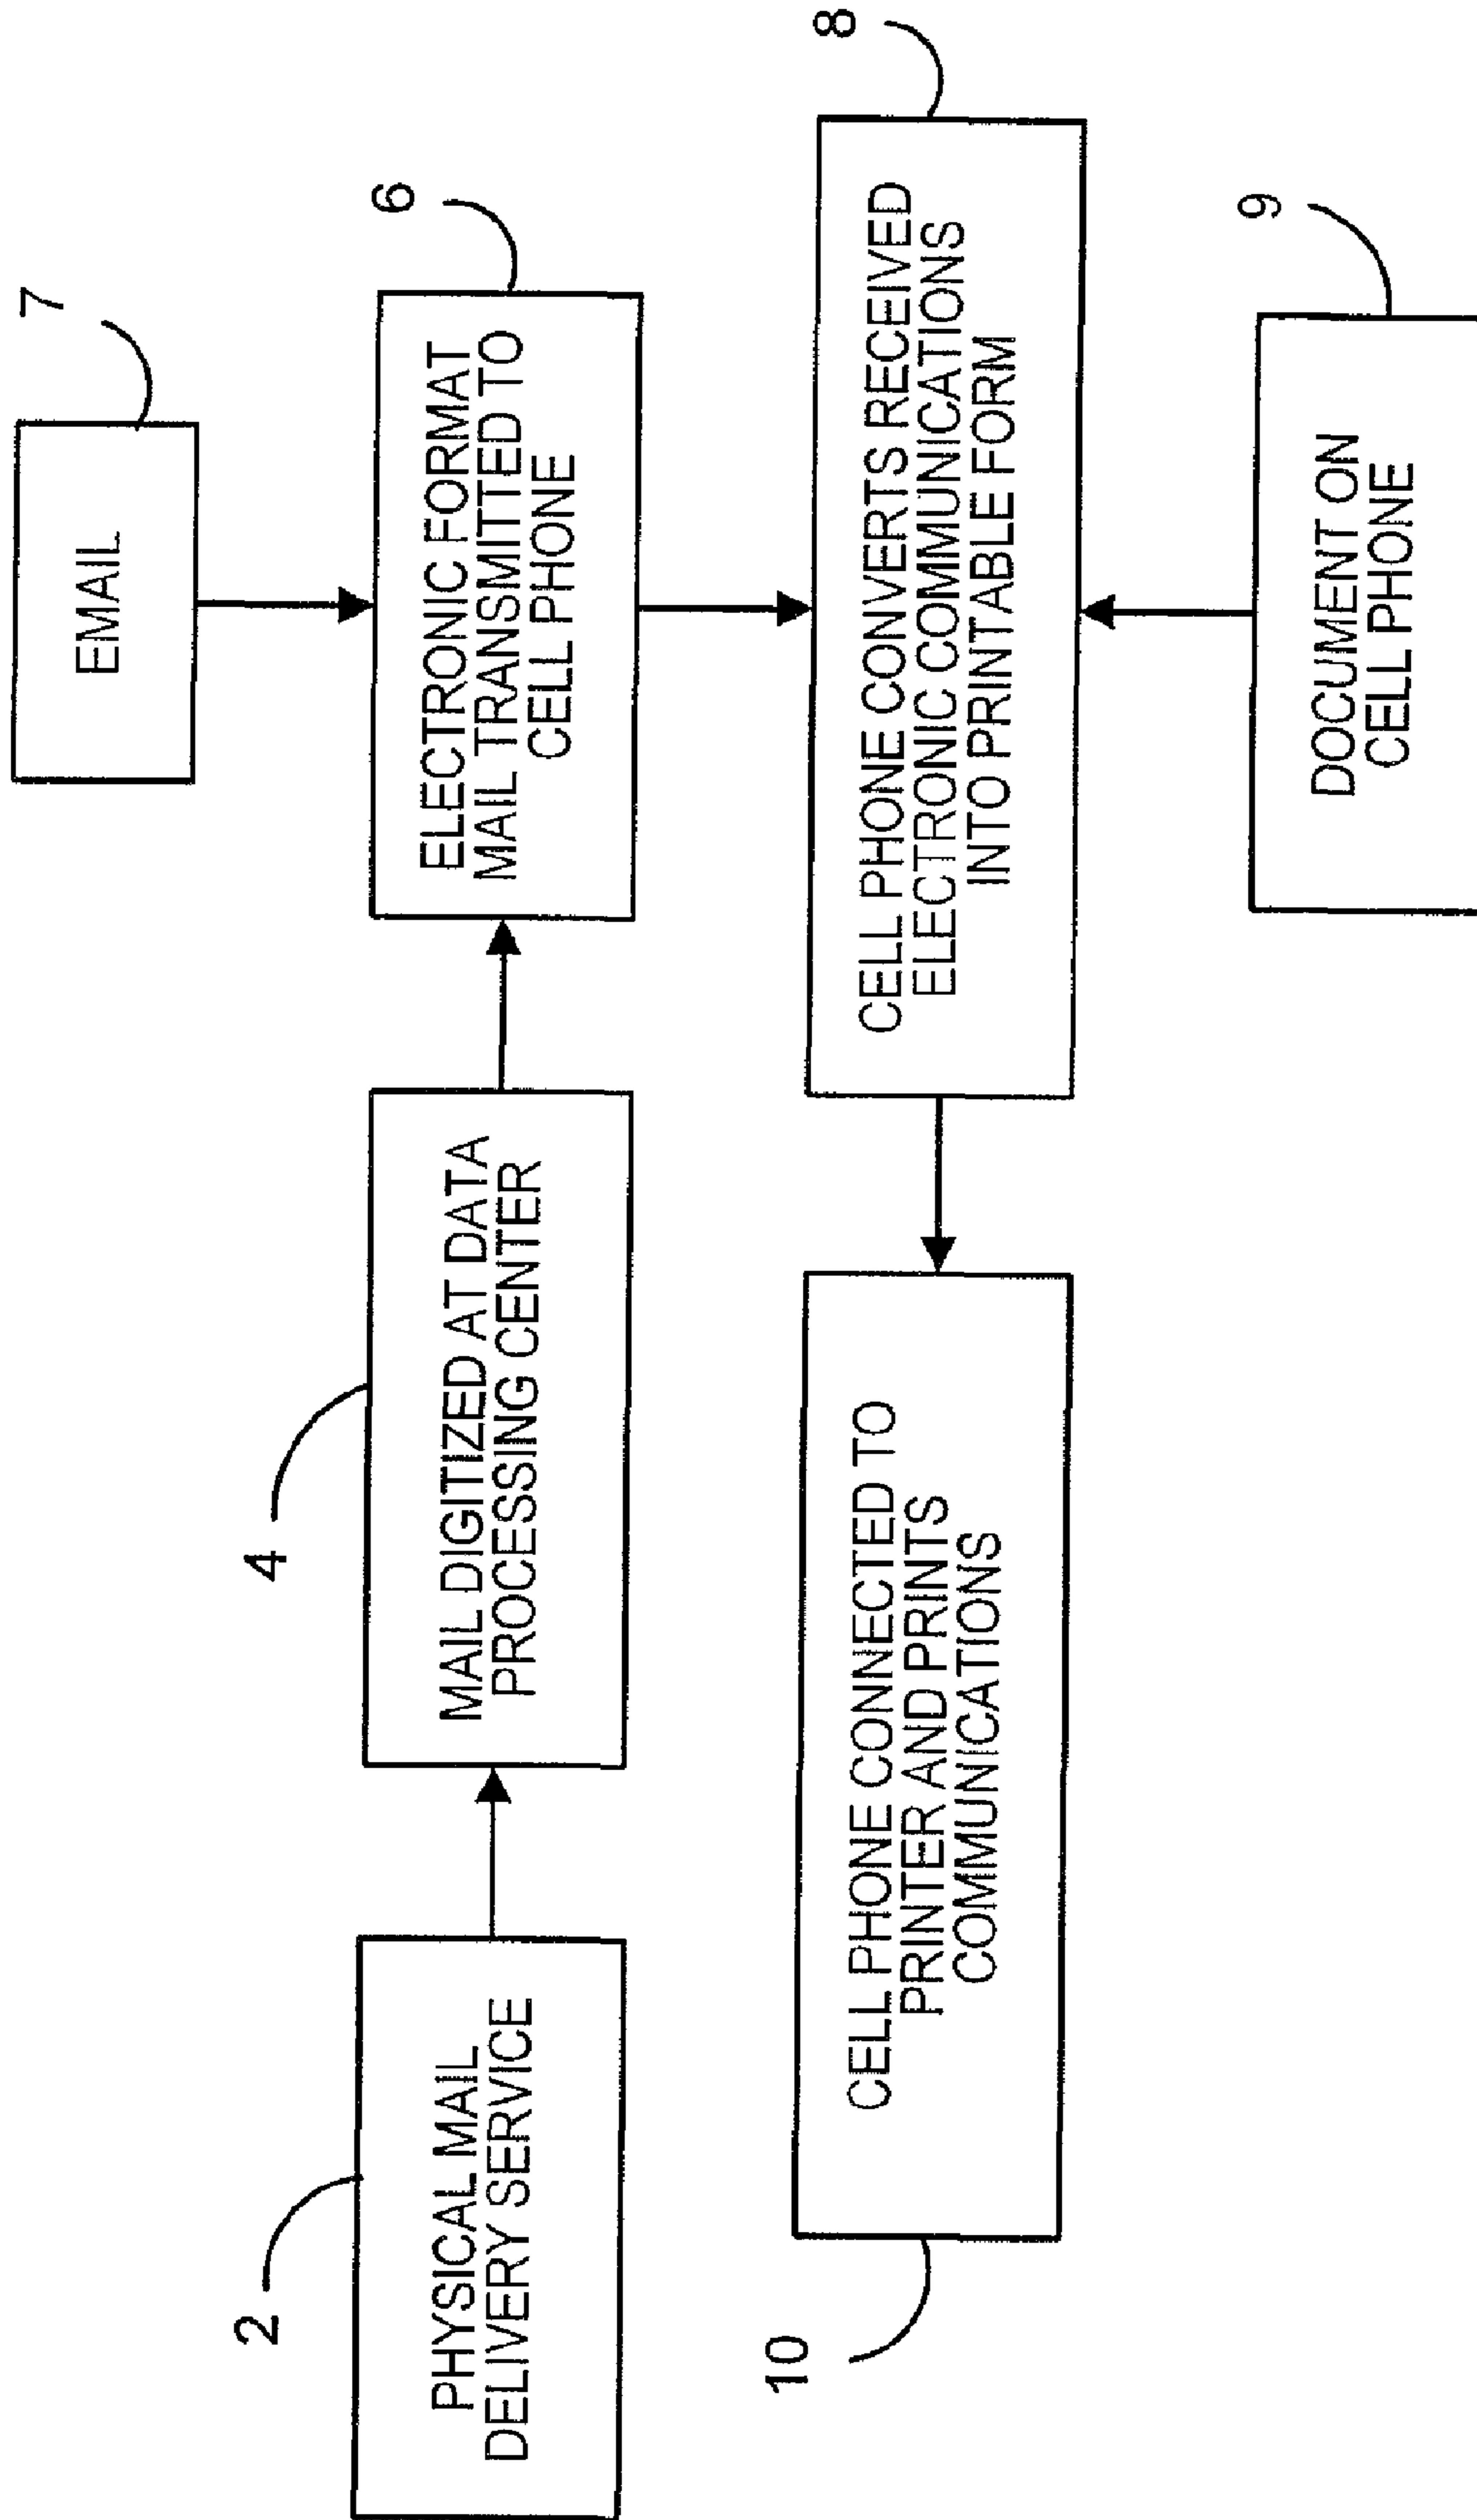 7
EMAIL
2
PHYSICAL MAIL
DELIVERY SERVICE
4
MAIL DIGITIZED AT DATA
PROCESSING CENTER
6
ELECTRONIC FORMAT
MAIL TRANSMITTED TO
CELL PHONE
8
CELL PHONE CONVERTS RECEIVED
ELECTRONIC COMMUNICATIONS
INTO PRINTABLE FORM
10
CELL PHONE CONNECTED TO
PRINTER AND PRINTS
COMMUNICATIONS
9
DOCUMENT ON
CELL PHONE